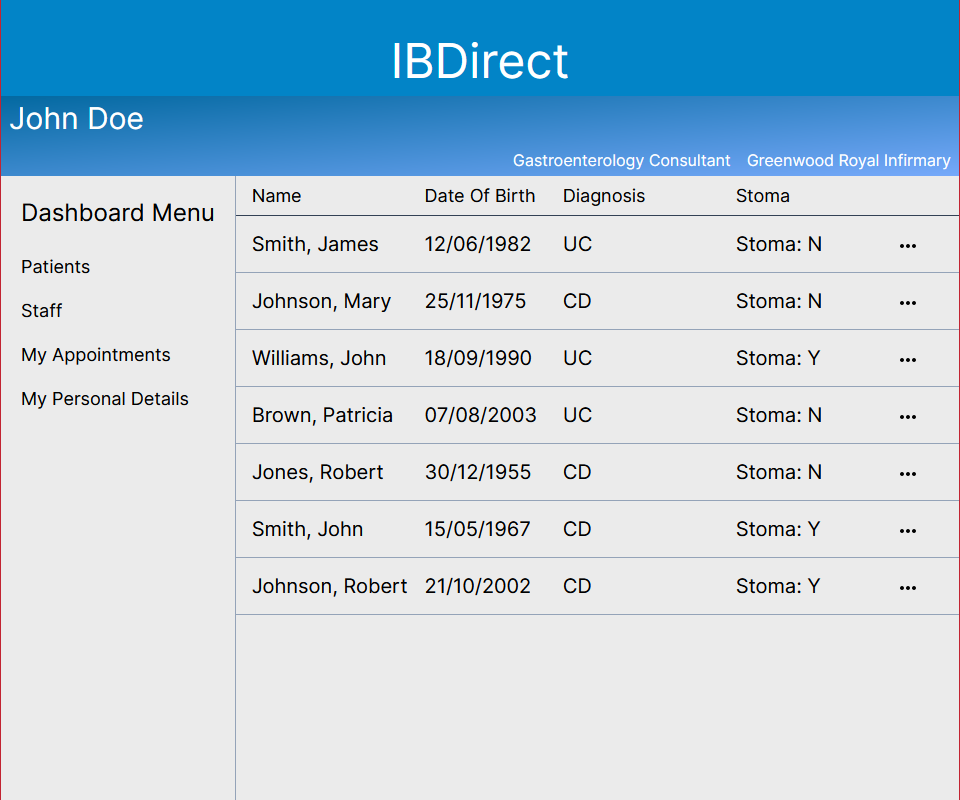 IBDirect
John Doe
Gastroenterology Consultant Greenwood Royal Infirmary
Dashboard Menu
Patients
Staff
My Appointments
My Personal Details
Name Date Of Birth Diagnosis Stoma
Smith, James 12/06/1982 UC Stoma: N •••
Johnson, Mary 25/11/1975 CD Stoma: N •••
Williams, John 18/09/1990 UC Stoma: Y •••
Brown, Patricia 07/08/2003 UC Stoma: N •••
Jones, Robert 30/12/1955 CD Stoma: N •••
Smith, John 15/05/1967 CD Stoma: Y •••
Johnson, Robert 21/10/2002 CD Stoma: Y •••